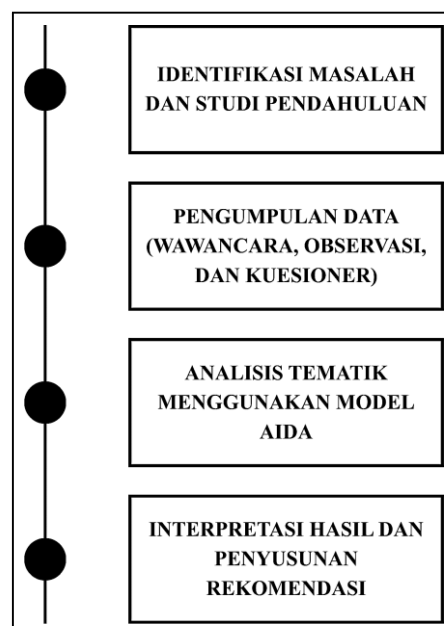 IDENTIFIKASI MASALAH
DAN STUDI PENDAHULUAN
PENGUMPULAN DATA
(WAWANCARA, OBSERVASI,
DAN KUESIONER)
ANALISIS TEMATIK
MENGGUNAKAN MODEL
AIDA
INTERPRETASI HASIL DAN
PENYUSUNAN
REKOMENDASI